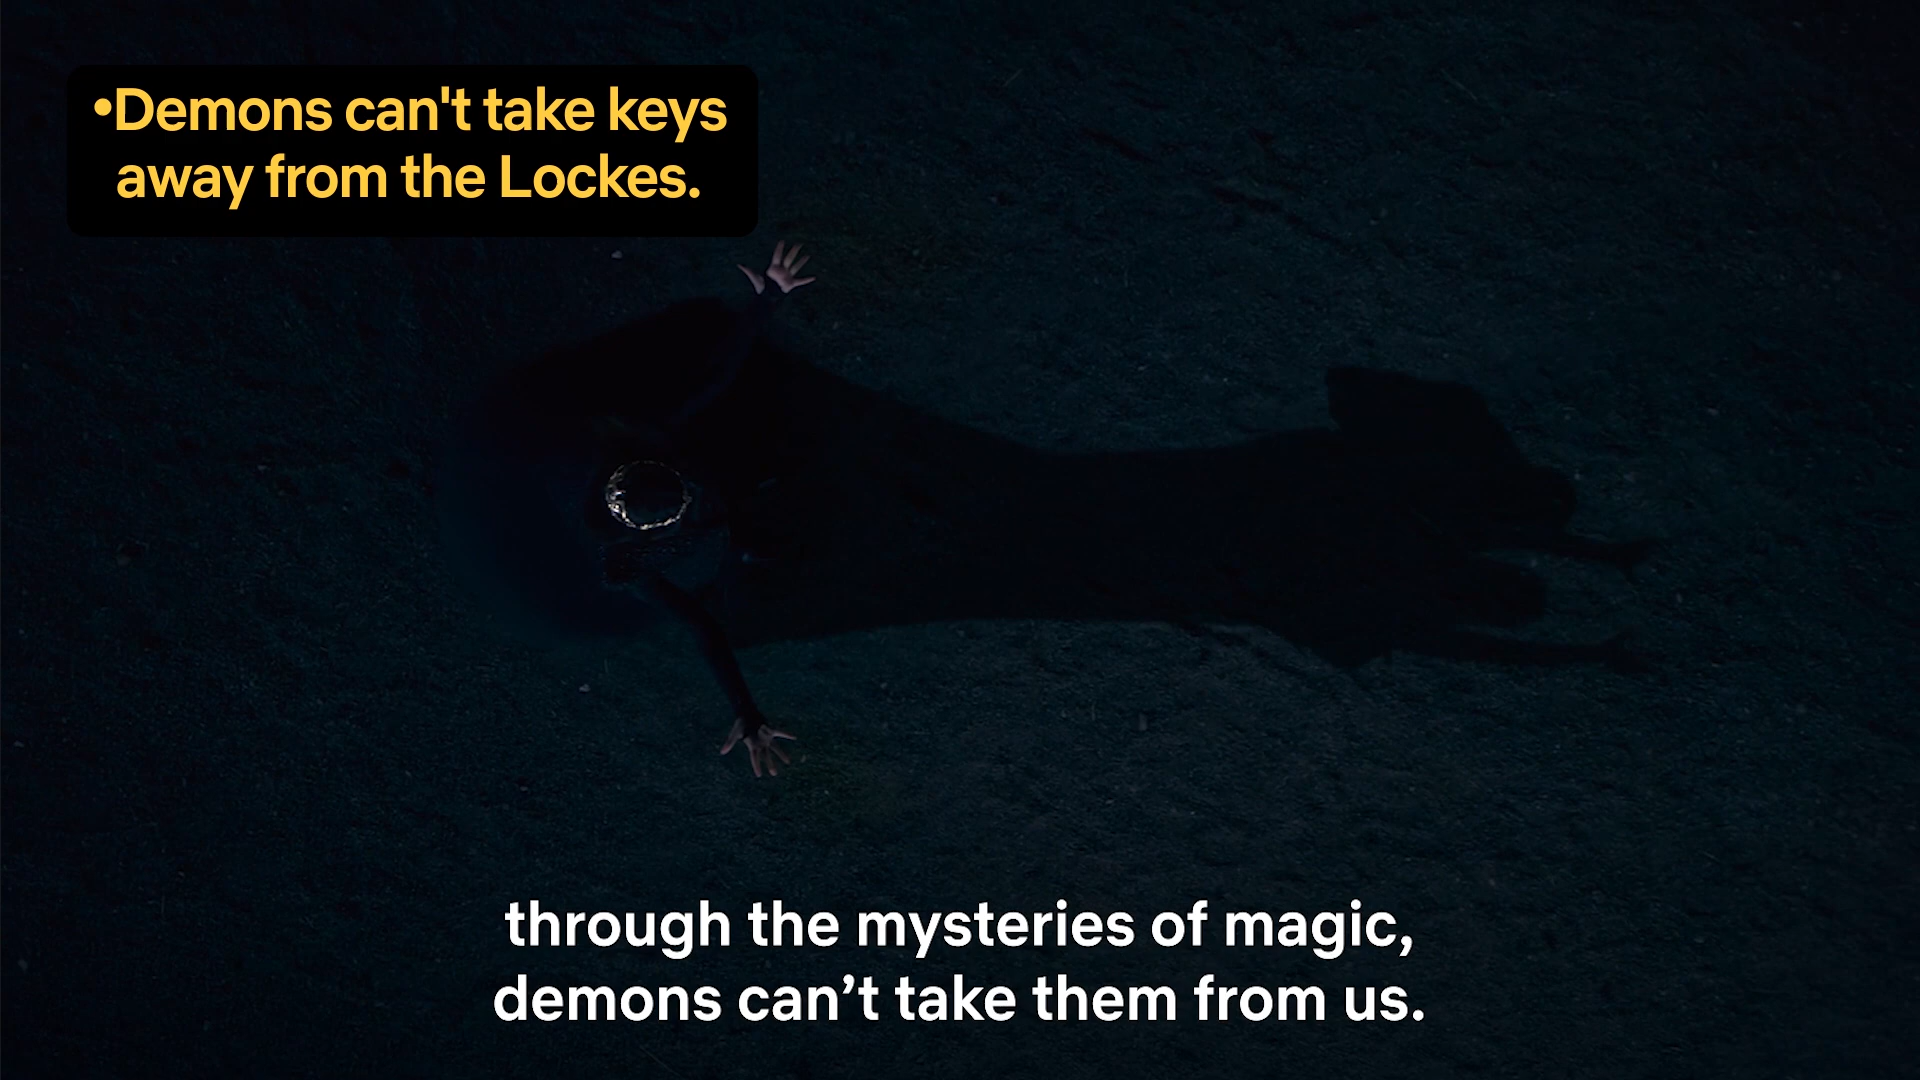 •Demons can't take keys
away from the Lockes.
through the mysteries of magic,
demons can’t take them from us.